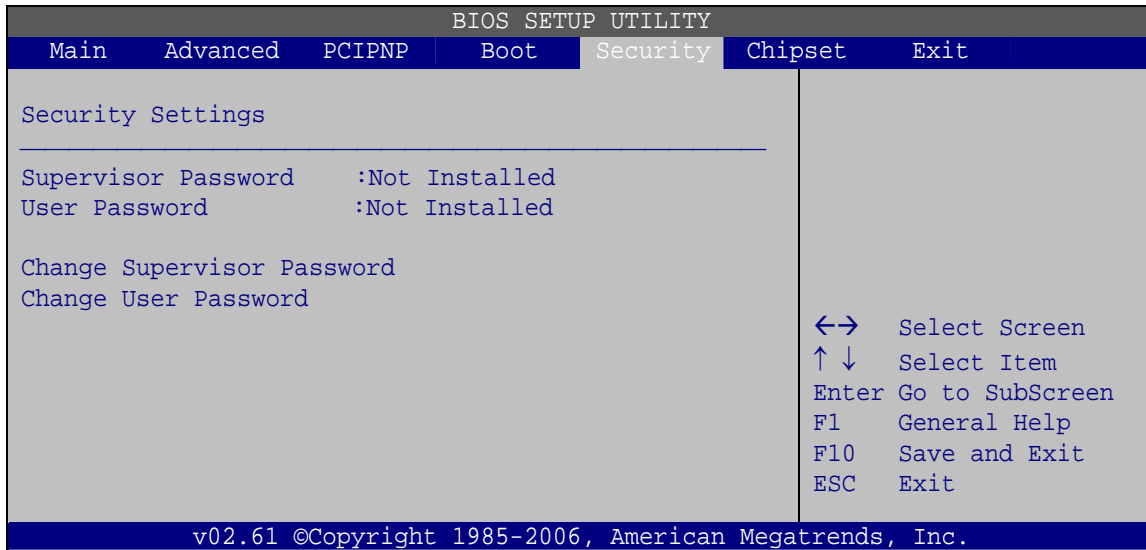 BIOS SETUP UTILITY
Main Advanced PCIPNP Boot Security Chipset Exit
Security Settings
Supervisor Password :Not Installed
User Password :Not Installed
Change Supervisor Password
Change User Password
←→ Select Screen
↑ ↓ Select Item
Enter Go to SubScreen
F1 General Help
F10 Save and Exit
ESC Exit
v02.61 ©Copyright 1985-2006, American Megatrends, Inc.